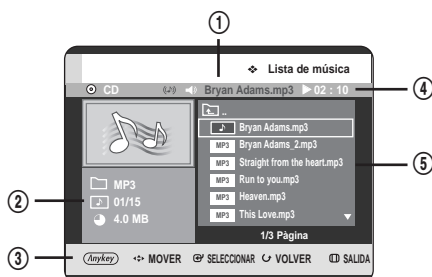 ①
❖ Lista de música
CD Bryan Adams.mp3 ▶ 02 : 10
④
..
♪ Bryan Adams.mp3
MP3 Bryan Adams_2.mp3
MP3 Straight from the heart.mp3
⑤
MP3 Run to you.mp3
MP3 Heaven.mp3
MP3 This Love.mp3
MP3
② 01/15
4.0 MB
1/3 Pàgina
③
Anykey MOVER SELECCIONAR VOLVER SALIDA